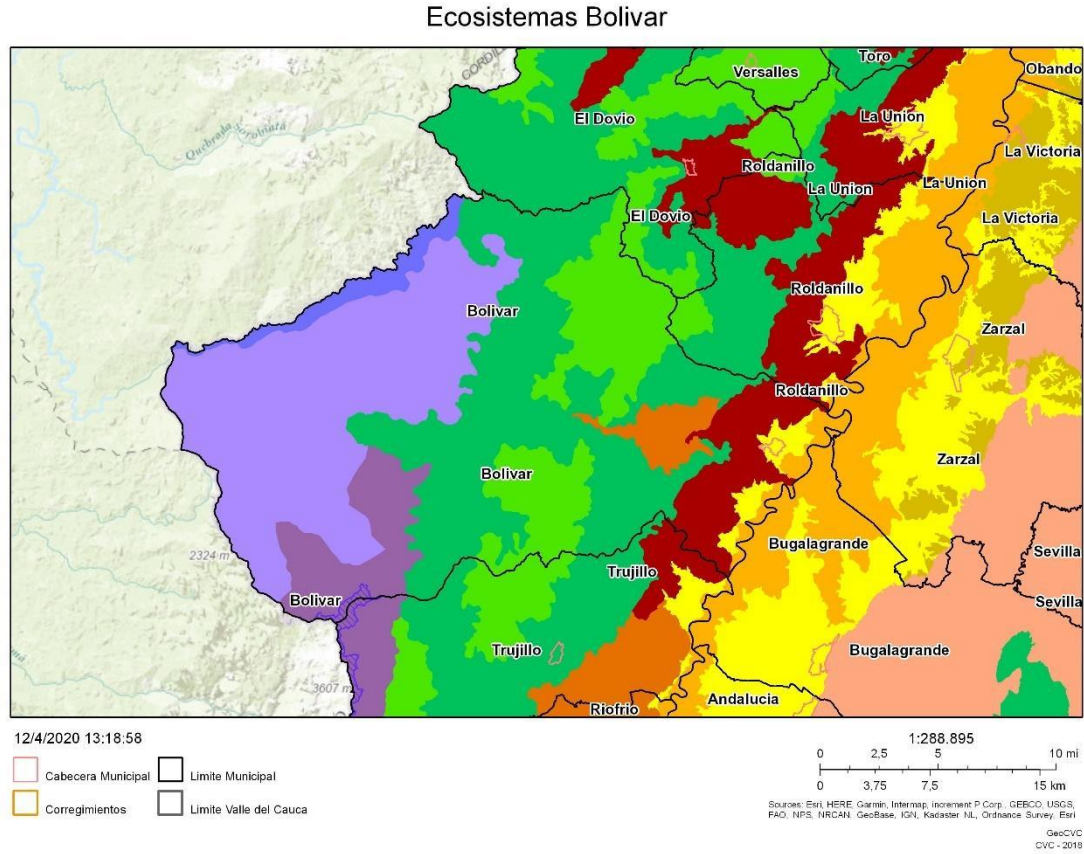 Ecosistemas Bolivar
CORDIL
Toro
Versalles
Obando
El Dovio
La Union
Quebrada Sorobiata
La Victoria
Roldanillo
La Union
La Union
El Dovio
La Victoria
Roldanillo
Bolivar
Zarzal
Roldanillo
Zarzal
Bolivar
2324 m
Bugalagrande
Sevilla
Trujillo
Bolivar
Sevilla
Trujillo
Bugalagrande
3607 m
Andalucia
Riofrio
12/4/2020 13:18:58
1:288.895
0 2,5 5 10 mi
0 3,75 7,5 15 km
Cabecera Municipal
Limite Municipal
Corregimientos
Limite Valle del Cauca
Sources: Esri, HERE, Garmin, Intermap, increment P Corp., GEBCO, USGS,
FAO, NPS, NRCAN, GeoBase, IGN, Kadaster NL, Ordnance Survey, Esri
GeoCVC
CVC - 2018